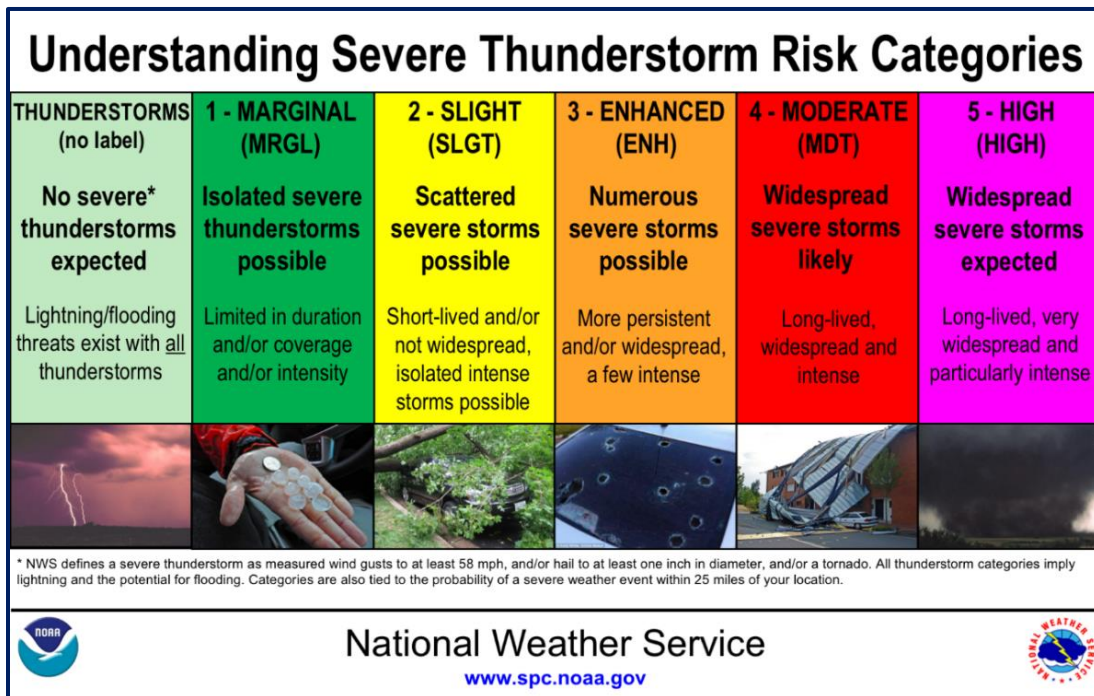 Understanding Severe Thunderstorm Risk Categories
THUNDERSTORMS
(no label)
No severe*
thunderstorms
expected
Lightning/flooding
threats exist with all
thunderstorms
1 - MARGINAL
(MRGL)
Isolated severe
thunderstorms
possible
Limited in duration
and/or coverage
and/or intensity
2 - SLIGHT
(SLGT)
Scattered
severe storms
possible
Short-lived and/or
not widespread,
isolated intense
storms possible
3 - ENHANCED
(ENH)
Numerous
severe storms
possible
More persistent
and/or widespread,
a few intense
4 - MODERATE
(MDT)
Widespread
severe storms
likely
Long-lived,
widespread and
intense
5 - HIGH
(HIGH)
Widespread
severe storms
expected
Long-lived, very
widespread and
particularly intense
* NWS defines a severe thunderstorm as measured wind gusts to at least 58 mph, and/or hail to at least one inch in diameter, and/or a tornado. All thunderstorm categories imply
lightning and the potential for flooding. Categories are also tied to the probability of a severe weather event within 25 miles of your location.
NOAA
National Weather Service
www.spc.noaa.gov
NATIONAL WEATHER SERVICE